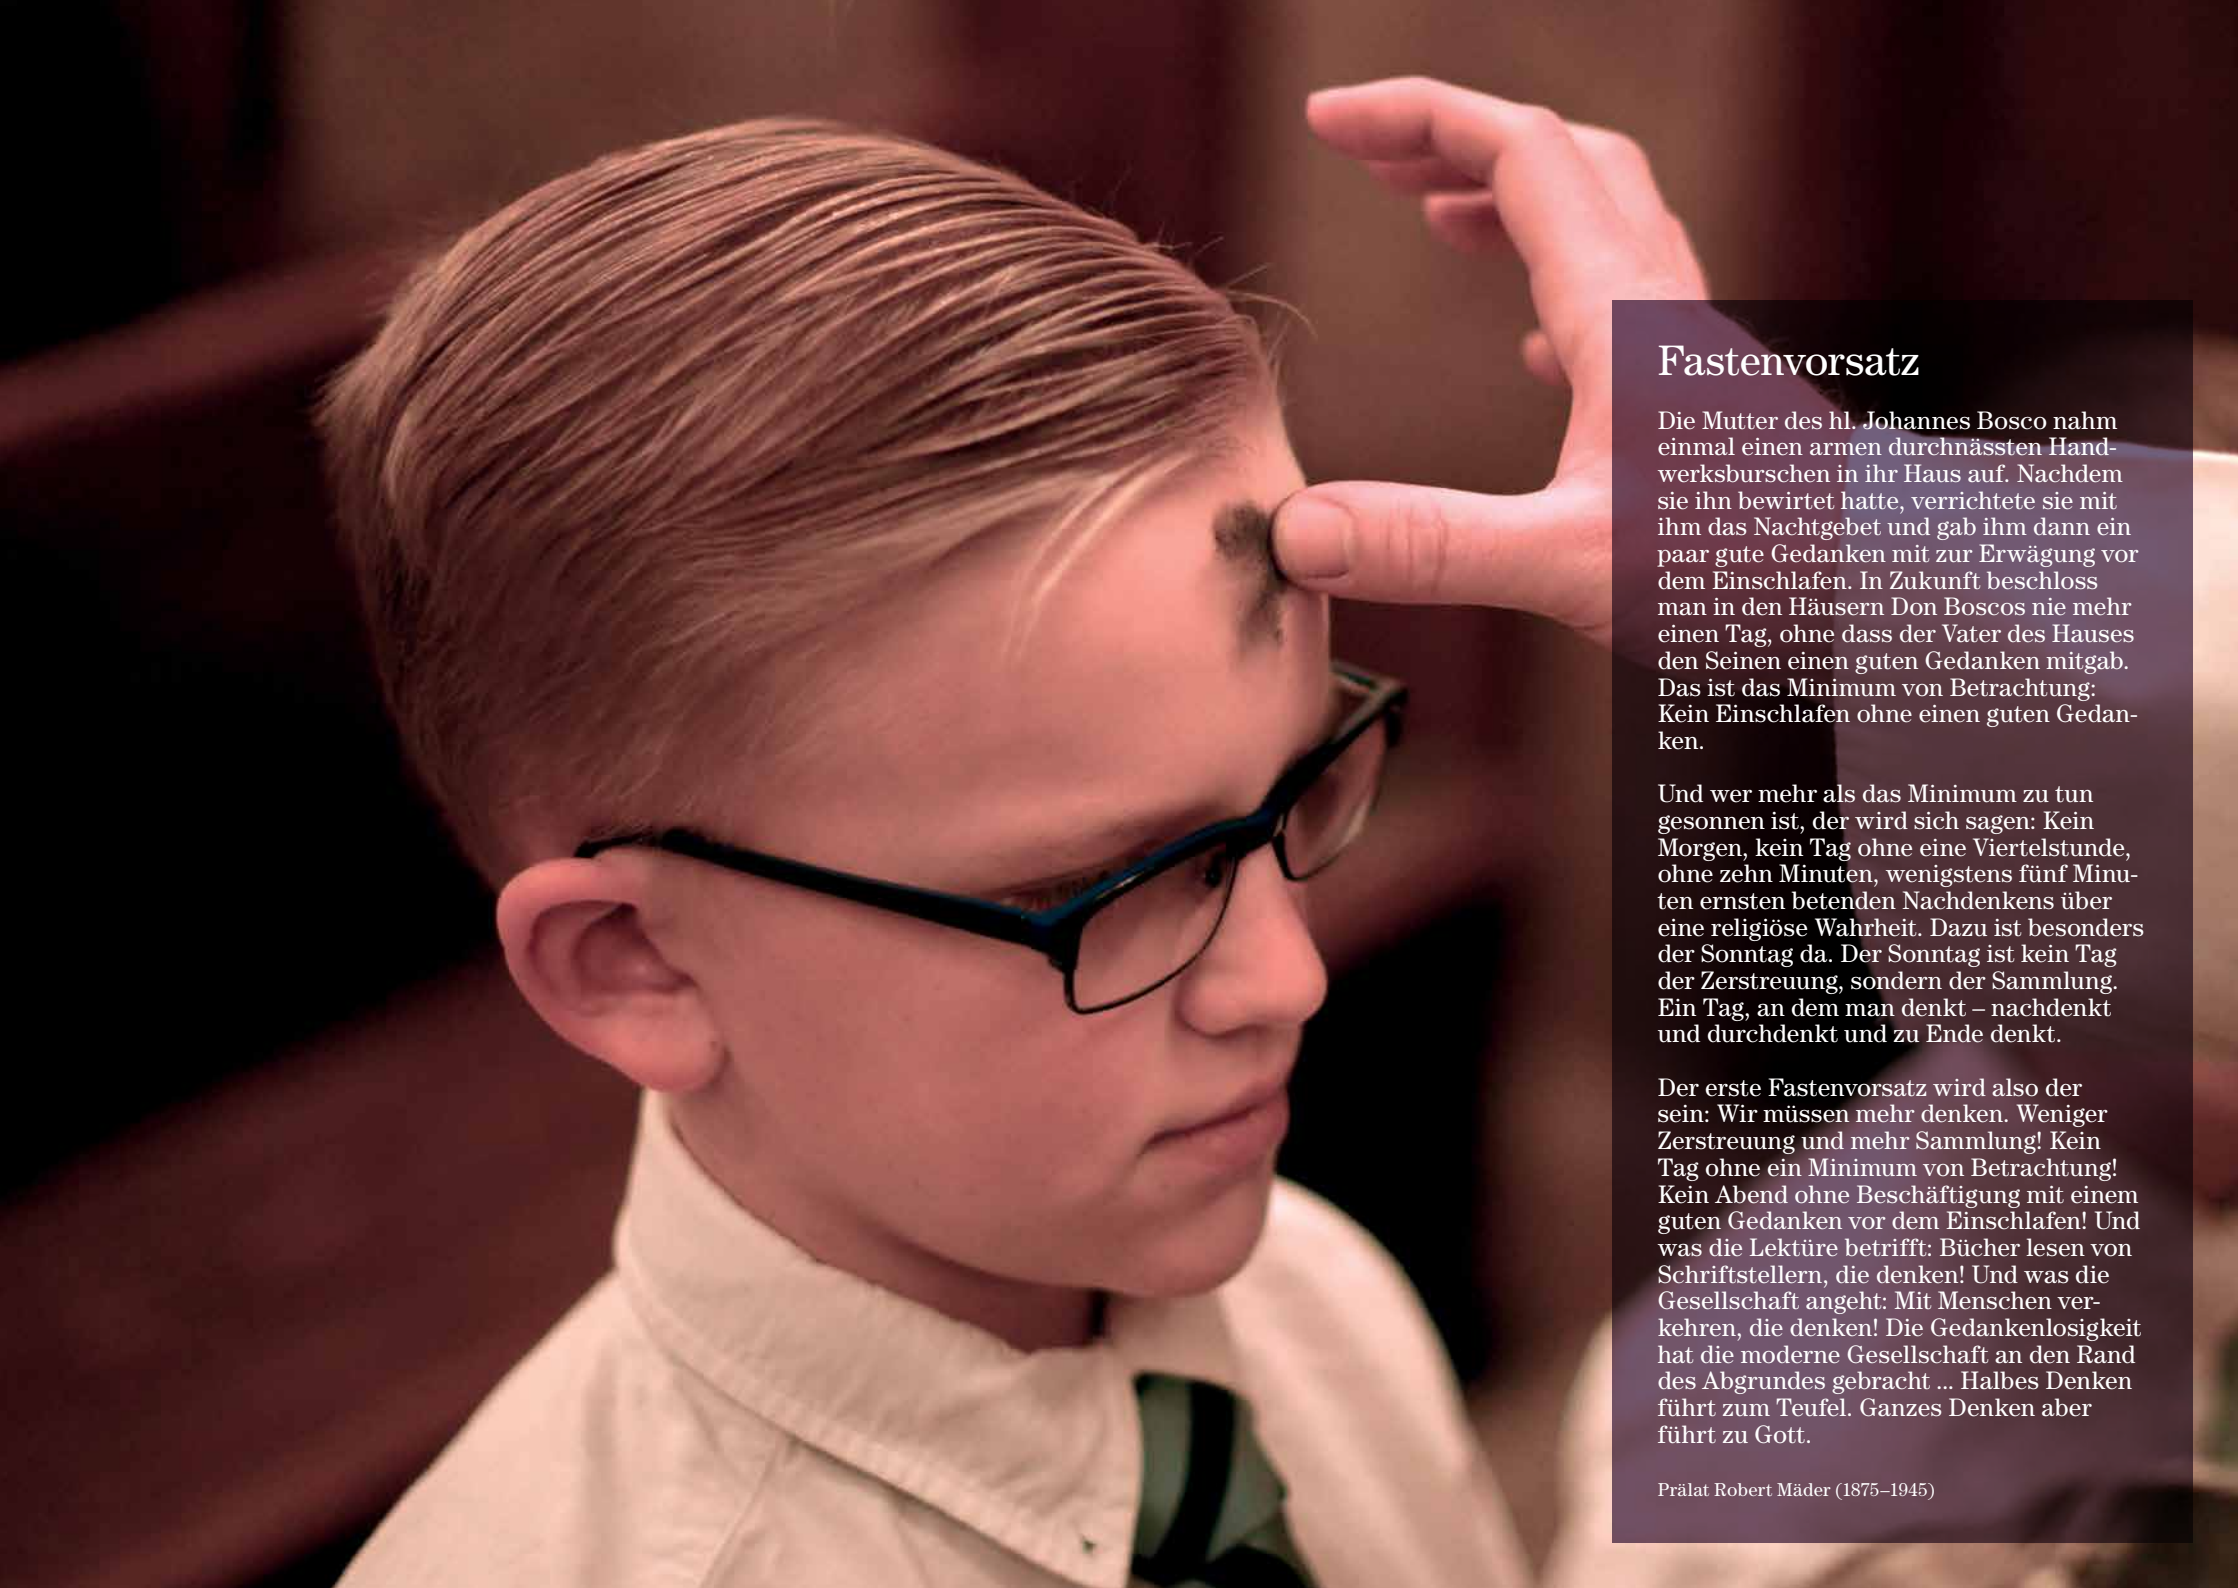 Fastenvorsatz
Die Mutter des hl. Johannes Bosco nahm
einmal einen armen durchnässten Hand-
werksburschen in ihr Haus auf. Nachdem
sie ihn bewirtet hatte, verrichtete sie mit
ihm das Nachtgebet und gab ihm dann ein
paar gute Gedanken mit zur Erwägung vor
dem Einschlafen. In Zukunft beschloss
man in den Häusern Don Boscos nie mehr
einen Tag, ohne dass der Vater des Hauses
den Seinen einen guten Gedanken mitgab.
Das ist das Minimum von Betrachtung:
Kein Einschlafen ohne einen guten Gedan-
ken.
Und wer mehr als das Minimum zu tun
gesonnen ist, der wird sich sagen: Kein
Morgen, kein Tag ohne eine Viertelstunde,
ohne zehn Minuten, wenigstens fünf Minu-
ten ernsten betenden Nachdenkens über
eine religiöse Wahrheit. Dazu ist besonders
der Sonntag da. Der Sonntag ist kein Tag
der Zerstreuung, sondern der Sammlung.
Ein Tag, an dem man denkt – nachdenkt
und durchdenkt und zu Ende denkt.
Der erste Fastenvorsatz wird also der
sein: Wir müssen mehr denken. Weniger
Zerstreuung und mehr Sammlung! Kein
Tag ohne ein Minimum von Betrachtung!
Kein Abend ohne Beschäftigung mit einem
guten Gedanken vor dem Einschlafen! Und
was die Lektüre betrifft: Bücher lesen von
Schriftstellern, die denken! Und was die
Gesellschaft angeht: Mit Menschen ver-
kehren, die denken! Die Gedankenlosigkeit
hat die moderne Gesellschaft an den Rand
des Abgrundes gebracht ... Halbes Denken
führt zum Teufel. Ganzes Denken aber
führt zu Gott.
Prälat Robert Mäder (1875–1945)